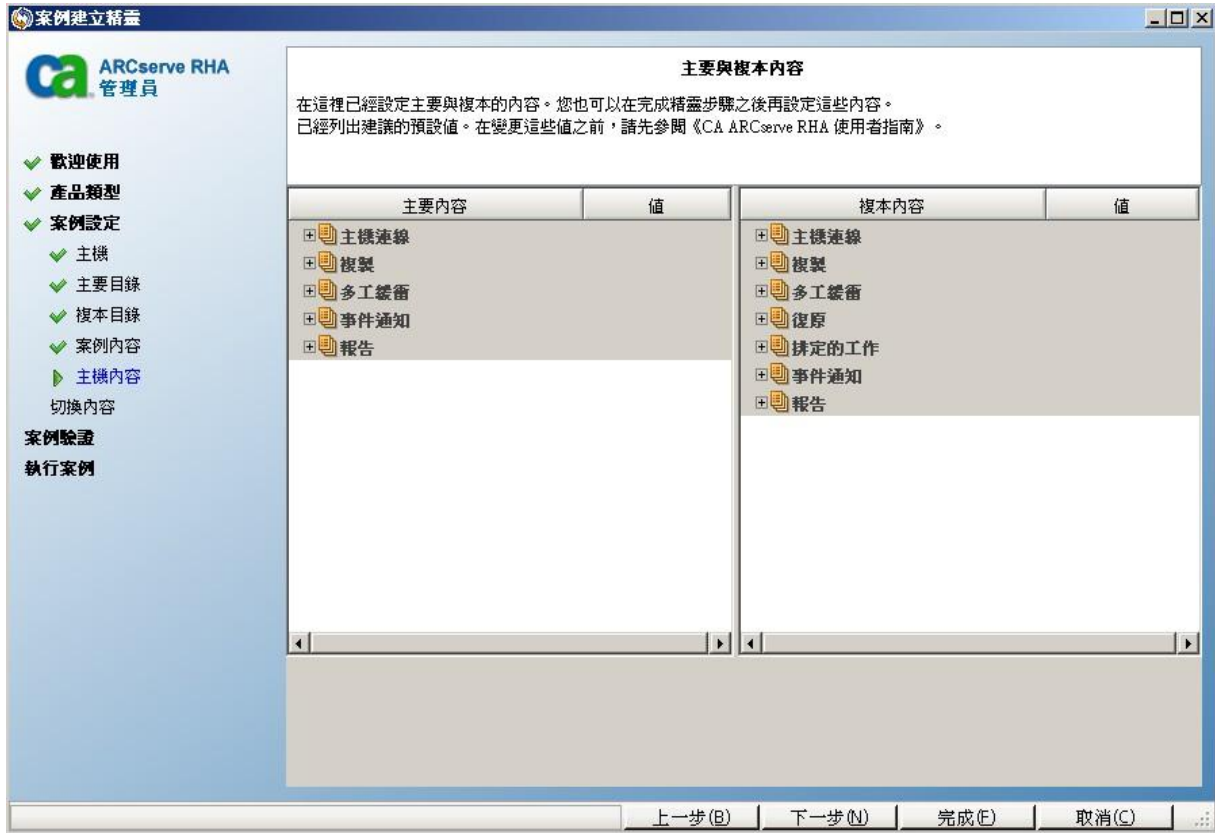 案例建立精靈
ca ARCserve RHA
管理員
歡迎使用
產品類型
案例設定
主機
主要目錄
複本目錄
案例內容
主機內容
切換內容
案例驗證
執行案例
主要與複本內容
在這裡已經設定主要與複本的內容。您也可以在完成精靈步驟之後再設定這些內容。
已經列出建議的預設值。在變更這些值之前，請先參閱《CA ARCserve RHA 使用者指南》。
主要內容 值
主機連線
複製
多工緩衝
事件通知
報告
複本內容 值
主機連線
複製
多工緩衝
復原
排定的工作
事件通知
報告
上一步(B) 下一步(N) 完成(F) 取消(C)